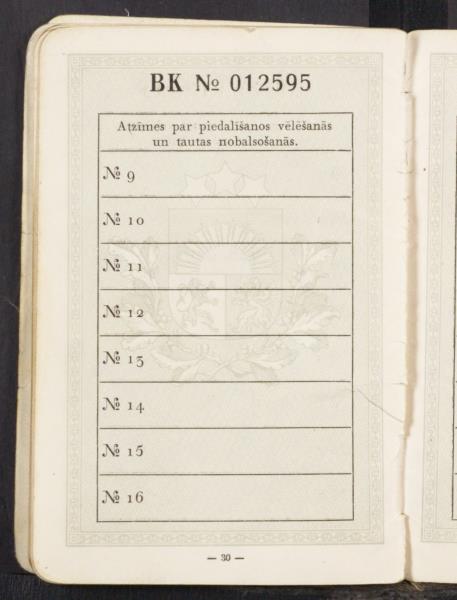 BK № 012595
Atzīmes par piedalīšanos vēlēšanās
un tautas nobalsošanās.
№ 9
№ 10
№ 11
№ 12
№ 13
№ 14
№ 15
№ 16
— 30 —